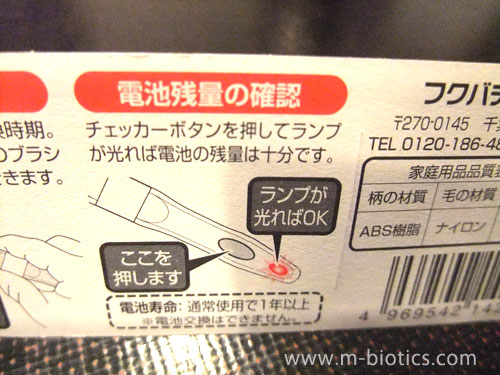 電池残量の確認
チェッカーボタンを押してランプ
が光れば電池の残量は十分です。
ランプが
光ればOK
ここを
押します
電池寿命:通常使用で1年以上
※電池交換はできません。
換時期。
のブラシ
きます。
フクバデ
〒270-0145 千
TEL 0120-186-48
家庭用品品質
柄の材質 毛の材質
ABS樹脂 ナイロン
4 969542 14
www.m-biotics.com